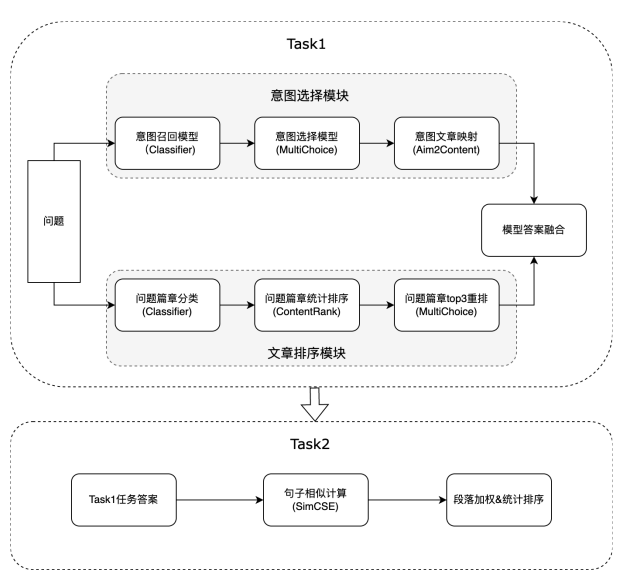 Task1
意图选择模块
意图召回模型
（Classifier)
意图选择模型
(MultiChoice)
意图文章映射
(Aim2Content)
问题
模型答案融合
问题篇章分类
(Classifier)
问题篇章统计排序
(ContentRank)
问题篇章top3重排
(MultiChoice)
文章排序模块
Task2
Task1任务答案
句子相似计算
(SimCSE)
段落加权&统计排序